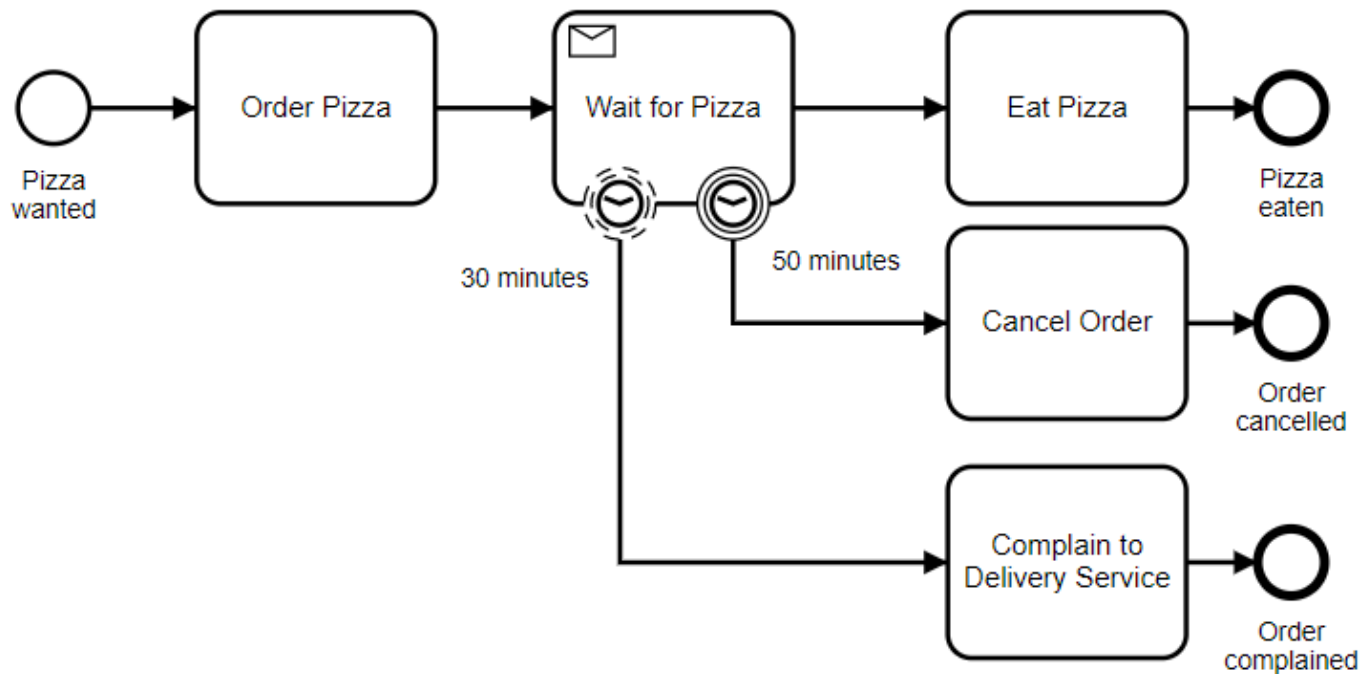 Order Pizza
Wait for Pizza
Eat Pizza
Pizza
wanted
Pizza
eaten
30 minutes
50 minutes
Cancel Order
Order
cancelled
Complain to
Delivery Service
Order
complained